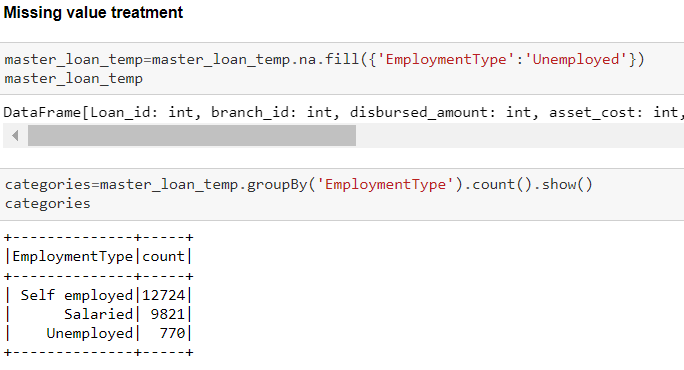 Missing value treatment
master_loan_temp=master_loan_temp.na.fill({'EmploymentType':'Unemployed'})
master_loan_temp
DataFrame[Loan_id: int, branch_id: int, disbursed_amount: int, asset_cost: int,
categories=master_loan_temp.groupBy('EmploymentType').count().show()
categories
+--------------+-----+
|EmploymentType|count|
+--------------+-----+
| Self employed|12724|
|      Salaried| 9821|
|    Unemployed|  770|
+--------------+-----+